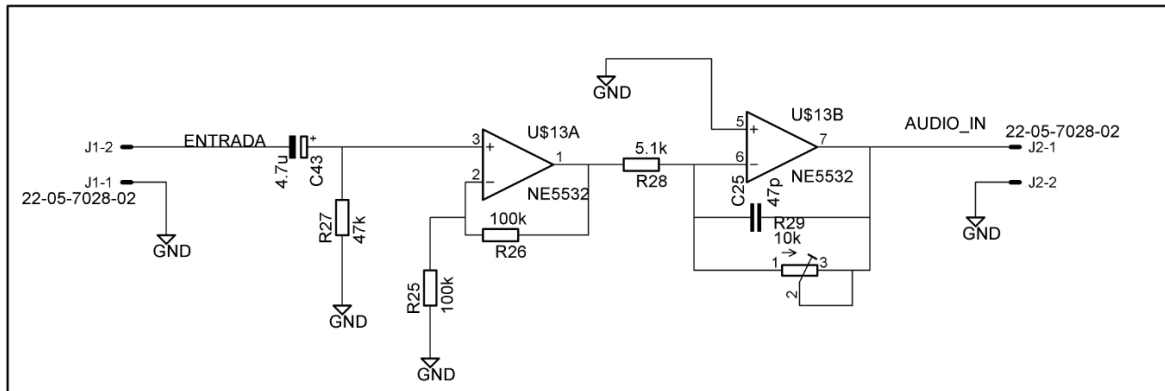 J1-2
ENTRADA
4.7u
C43
+
J1-1
22-05-7028-02
GND
R27
47k
GND
3
+
2
−
1
U$13A
NE5532
100k
R26
R25
100k
GND
5.1k
R28
GND
5
+
6
−
7
U$13B
NE5532
C25
47p
R29
10k
1
3
2
AUDIO_IN
22-05-7028-02
J2-1
J2-2
GND